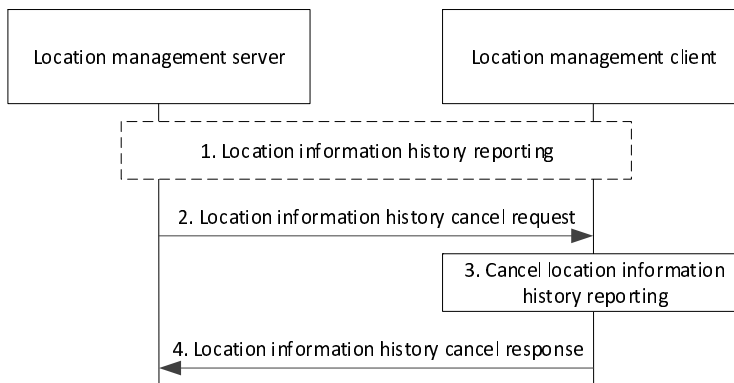 Location management server
Location management client
1. Location information history reporting
2. Location information history cancel request
3. Cancel location information
history reporting
4. Location information history cancel response